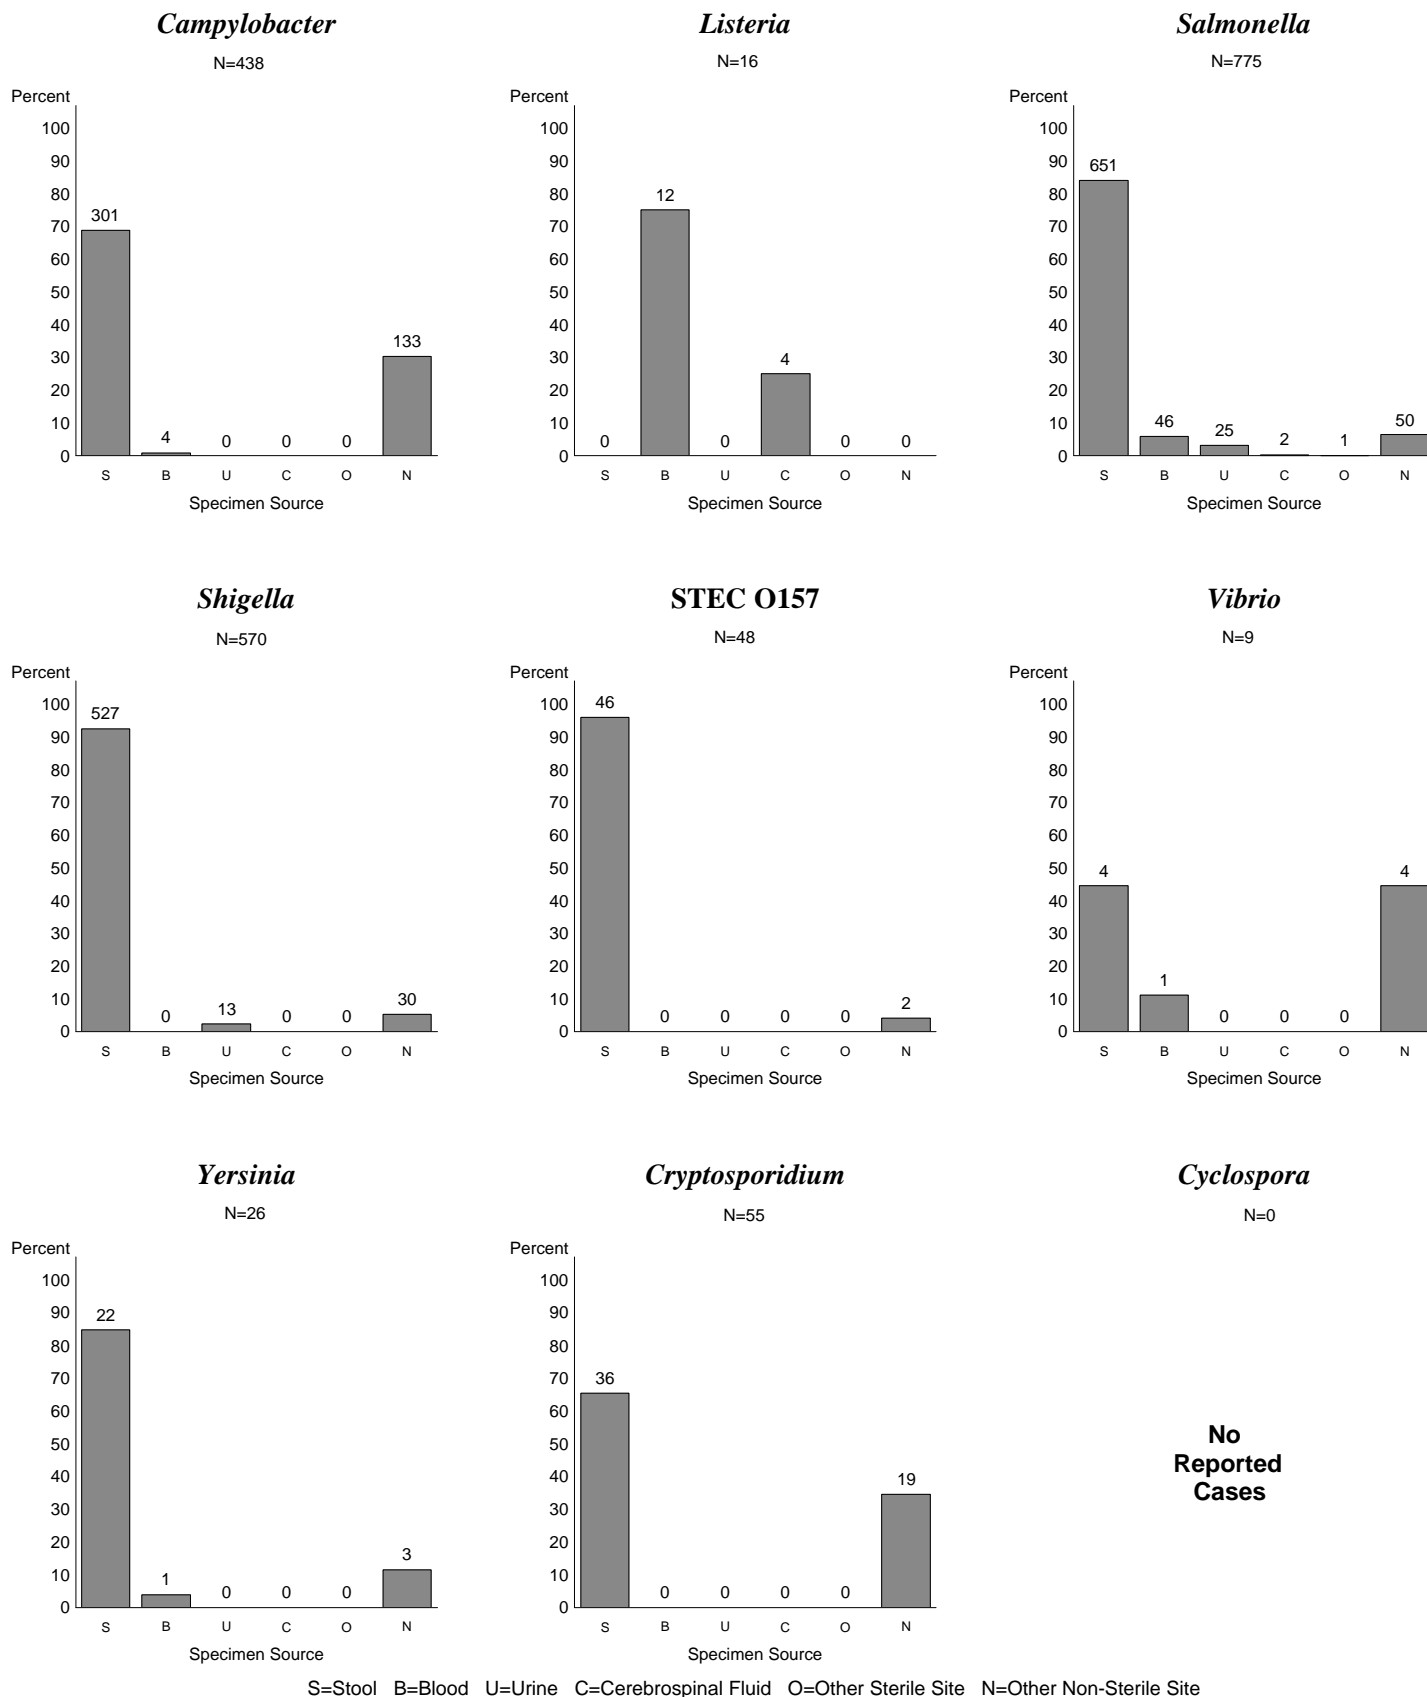 Campylobacter
N=438
Percent
100
90
80
70
60
50
40
30
20
10
0
301
4
0
0
0
133
S B U C O N
Specimen Source
Listeria
N=16
Percent
100
90
80
70
60
50
40
30
20
10
0
0
12
0
4
0
0
S B U C O N
Specimen Source
Salmonella
N=775
Percent
100
90
80
70
60
50
40
30
20
10
0
651
46
25
2
1
50
S B U C O N
Specimen Source
Shigella
N=570
Percent
100
90
80
70
60
50
40
30
20
10
0
527
0
13
0
0
30
S B U C O N
Specimen Source
STEC O157
N=48
Percent
100
90
80
70
60
50
40
30
20
10
0
46
0
0
0
0
2
S B U C O N
Specimen Source
Vibrio
N=9
Percent
100
90
80
70
60
50
40
30
20
10
0
4
1
0
0
0
4
S B U C O N
Specimen Source
Yersinia
N=26
Percent
100
90
80
70
60
50
40
30
20
10
0
22
1
0
0
0
3
S B U C O N
Specimen Source
Cryptosporidium
N=55
Percent
100
90
80
70
60
50
40
30
20
10
0
36
0
0
0
0
19
S B U C O N
Specimen Source
Cyclospora
N=0
No
Reported
Cases
S=Stool B=Blood U=Urine C=Cerebrospinal Fluid O=Other Sterile Site N=Other Non-Sterile Site